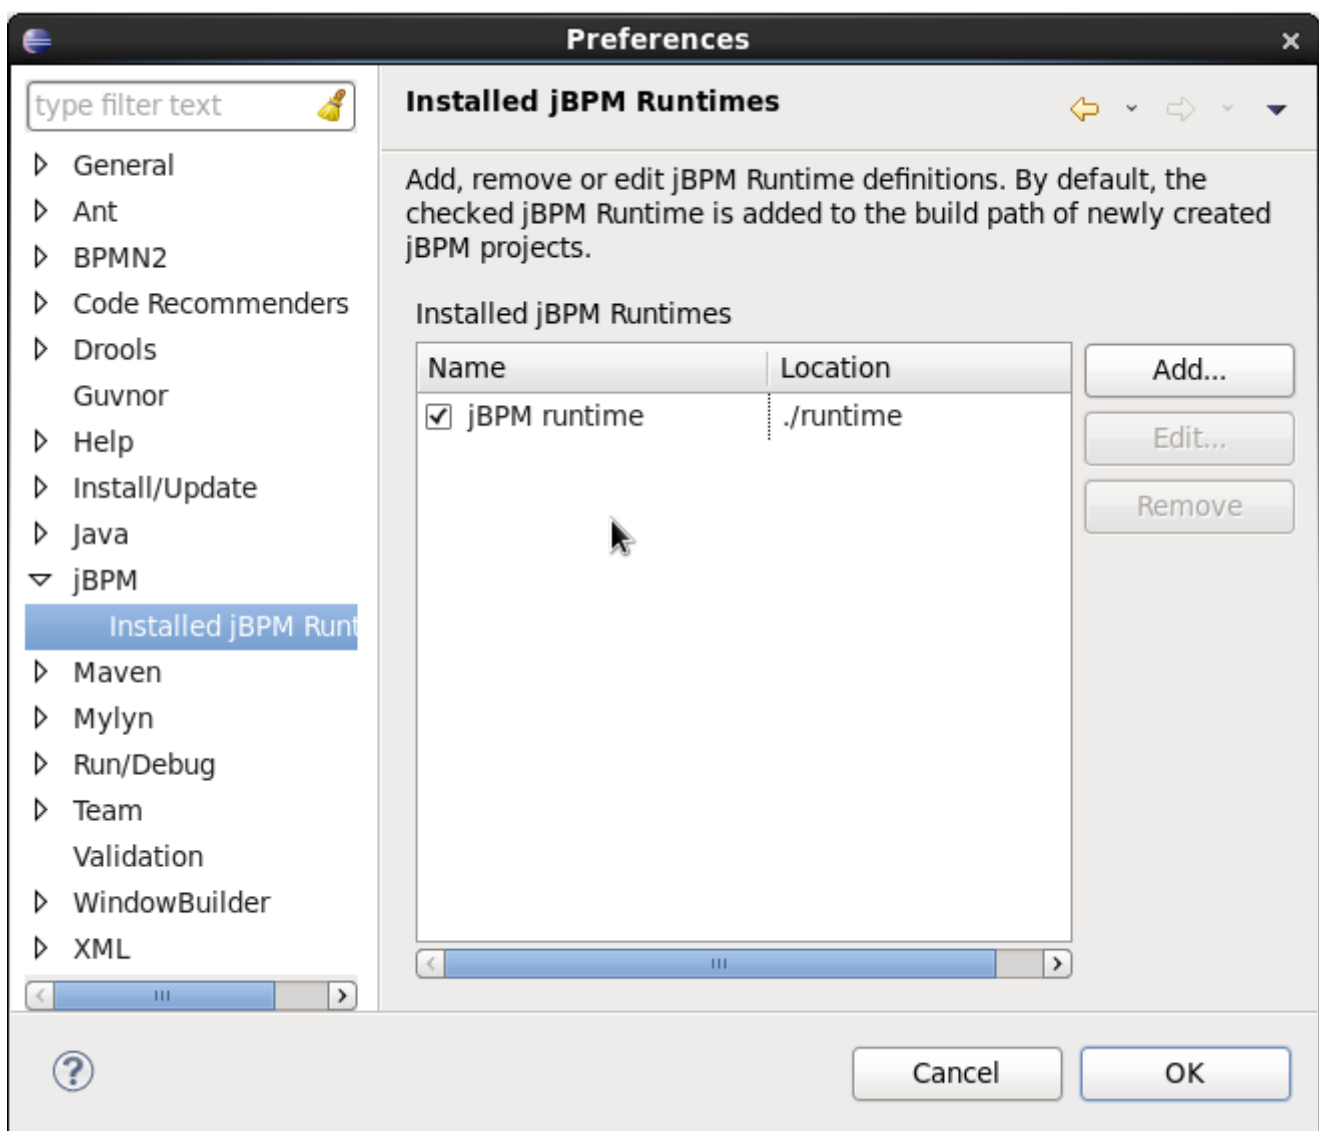 Preferences
type filter text
General
Ant
BPMN2
Code Recommenders
Drools
Guvnor
Help
Install/Update
Java
jBPM
Installed jBPM Runt
Maven
Mylyn
Run/Debug
Team
Validation
WindowBuilder
XML
Installed jBPM Runtimes
Add, remove or edit jBPM Runtime definitions. By default, the
checked jBPM Runtime is added to the build path of newly created
jBPM projects.
Installed jBPM Runtimes
Name Location
jBPM runtime ./runtime
Add...
Edit...
Remove
Cancel OK